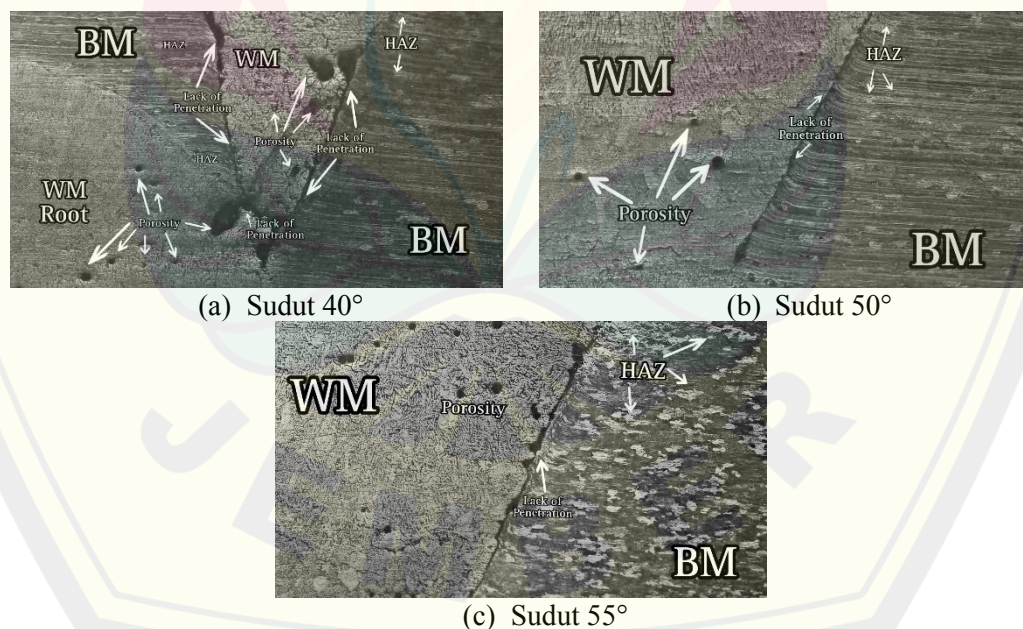 BM
HAZ
WM
HAZ
Lack of
Penetration
Porosity
Lack of
Penetration
HAZ
WM
Root
Porosity
Lack of
Penetration
BM
(a) Sudut 40°
WM
HAZ
Lack of
Penetration
Porosity
BM
(b) Sudut 50°
WM
HAZ
Porosity
Lack of
Penetration
BM
(c) Sudut 55°
JEMBER